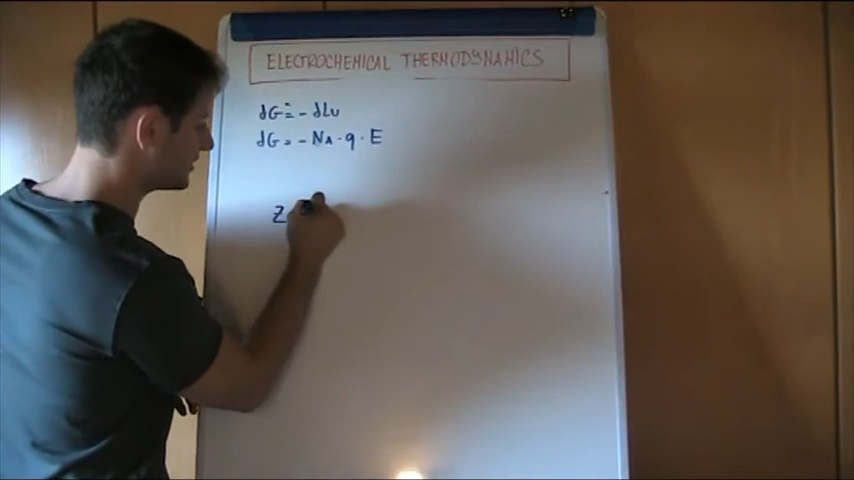 ELECTROCHEMICAL THERMODYNAMICS
dG = - dLu
dG = - NA · q · E
Z